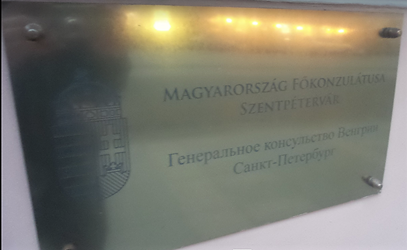 Magyarország Főkonzulátusa
Szentpétervár
Генеральное консульство Венгрии
Санкт-Петербург